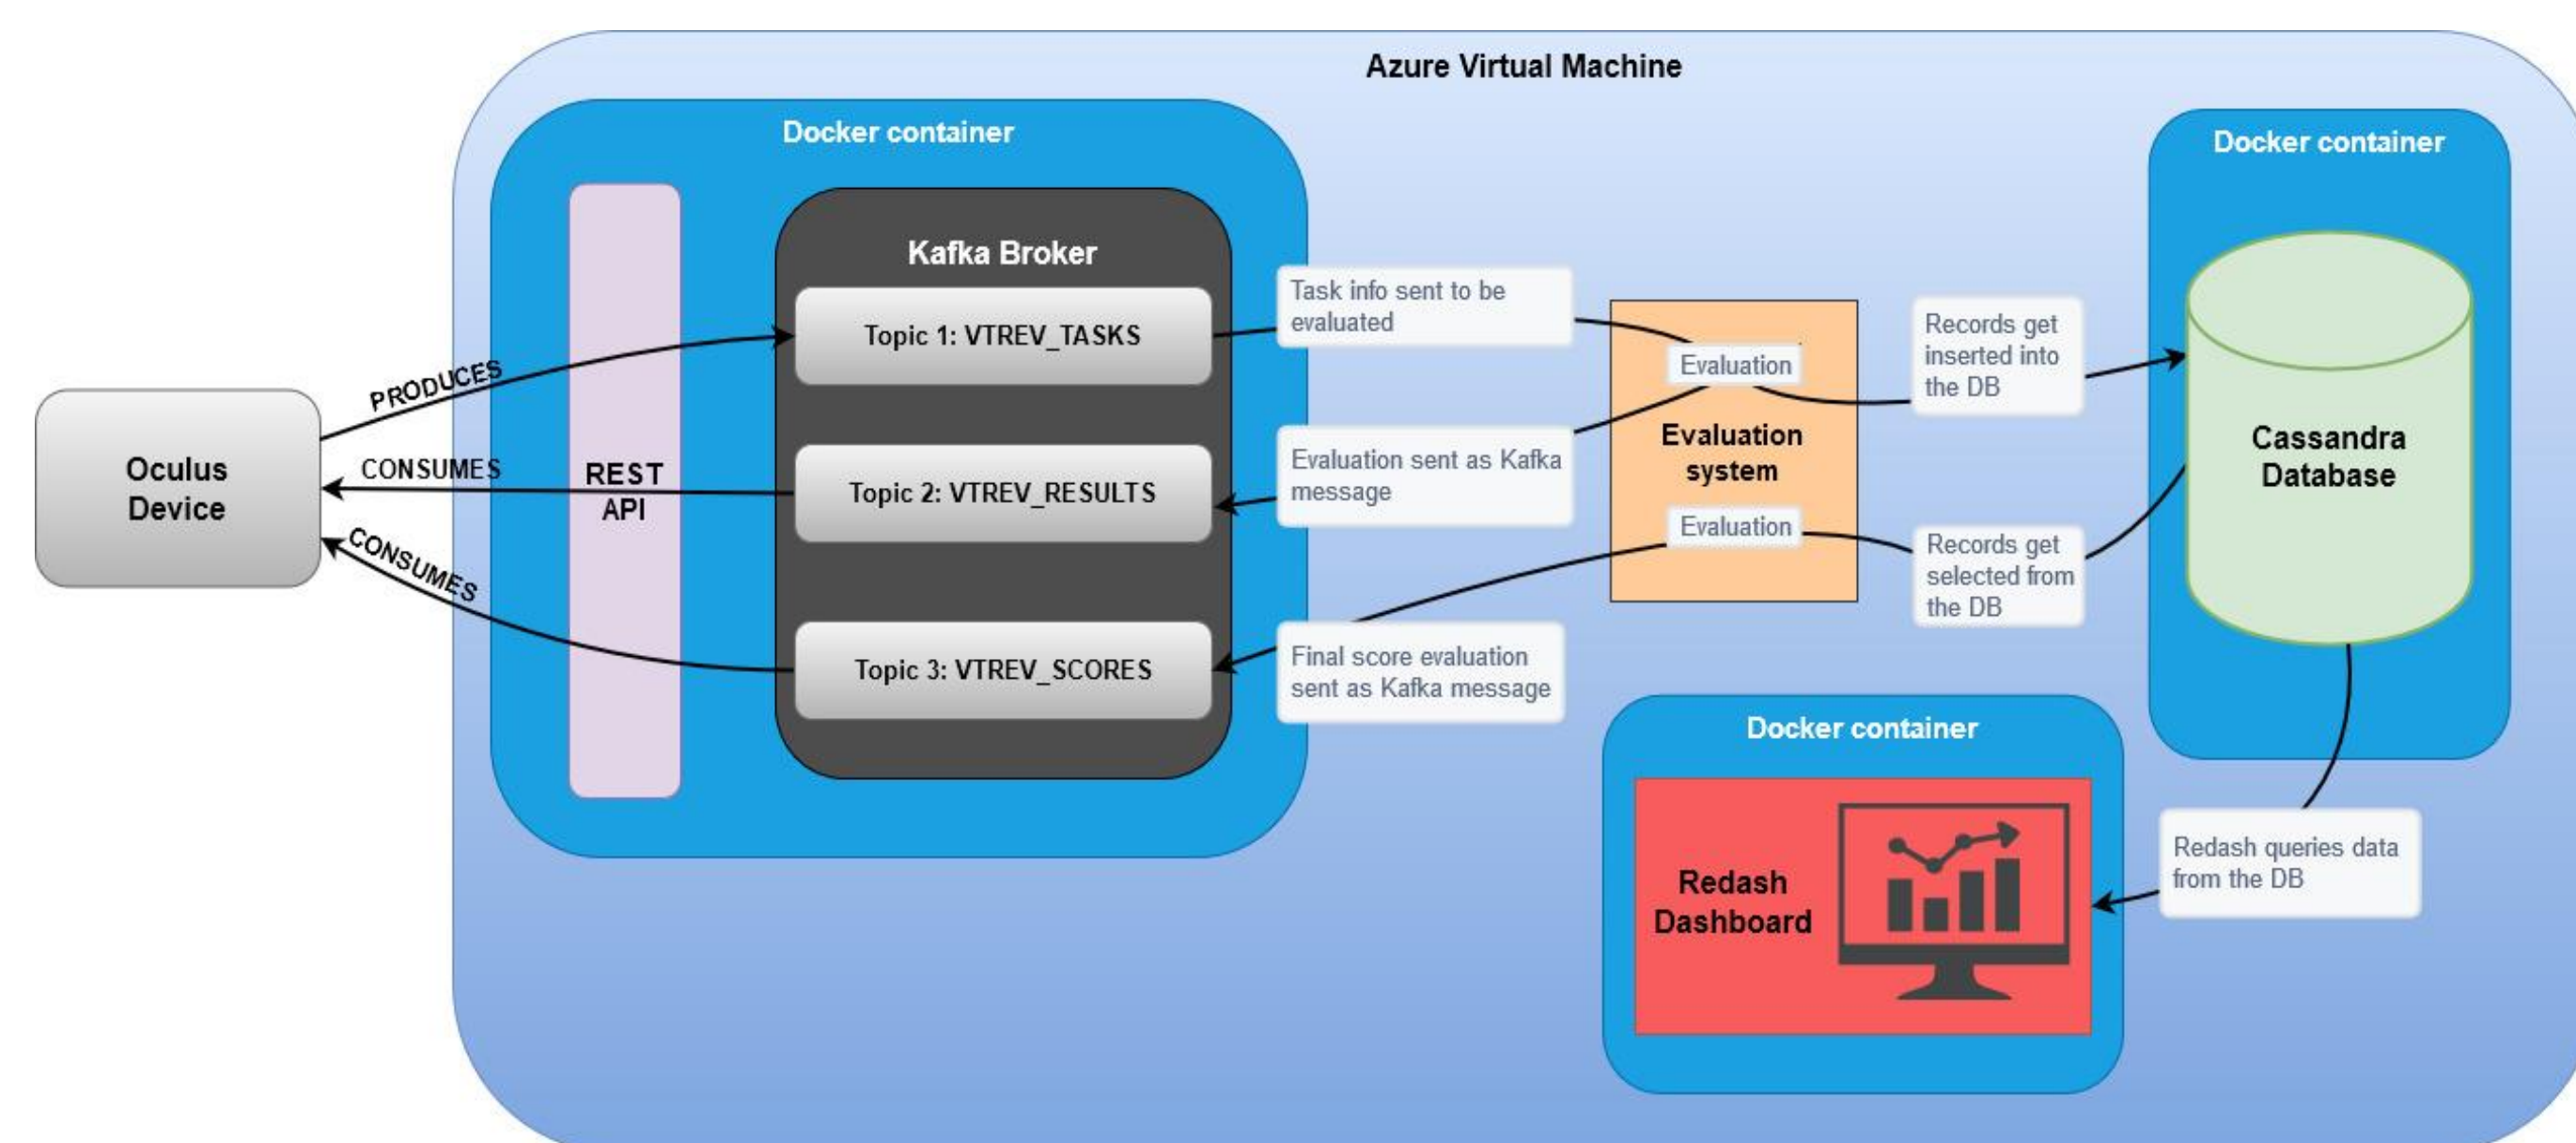 Azure Virtual Machine
Docker container
Docker container
Kafka Broker
Topic 1: VTREV_TASKS
Topic 2: VTREV_RESULTS
Topic 3: VTREV_SCORES
REST
API
Oculus
Device
PRODUCES
CONSUMES
CONSUMES
Task info sent to be
evaluated
Evaluation sent as Kafka
message
Final score evaluation
sent as Kafka message
Evaluation
Evaluation
system
Evaluation
Records get
inserted into
the DB
Records get
selected from
the DB
Cassandra
Database
Docker container
Redash
Dashboard
Redash queries data
from the DB